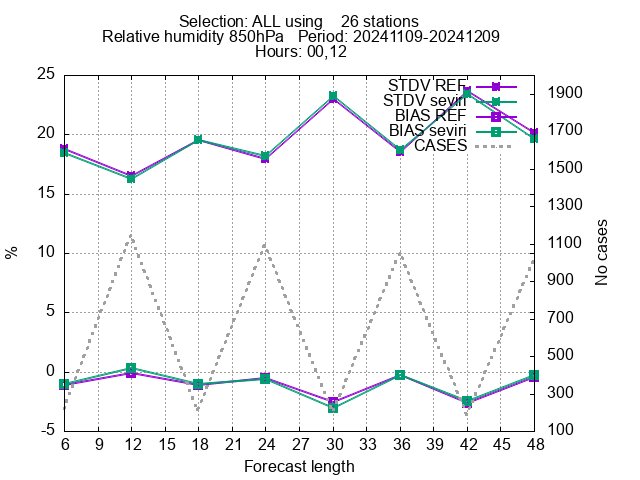 Selection: ALL using 26 stations
Relative humidity 850hPa Period: 20241109-20241209
Hours: 00,12
STDV REF
STDV seviri
BIAS REF
BIAS seviri
CASES
25
20
15
10
5
0
-5
%
1900
1700
1500
1300
1100
900
700
500
300
100
No cases
6 9 12 15 18 21 24 27 30 33 36 39 42 45 48
Forecast length